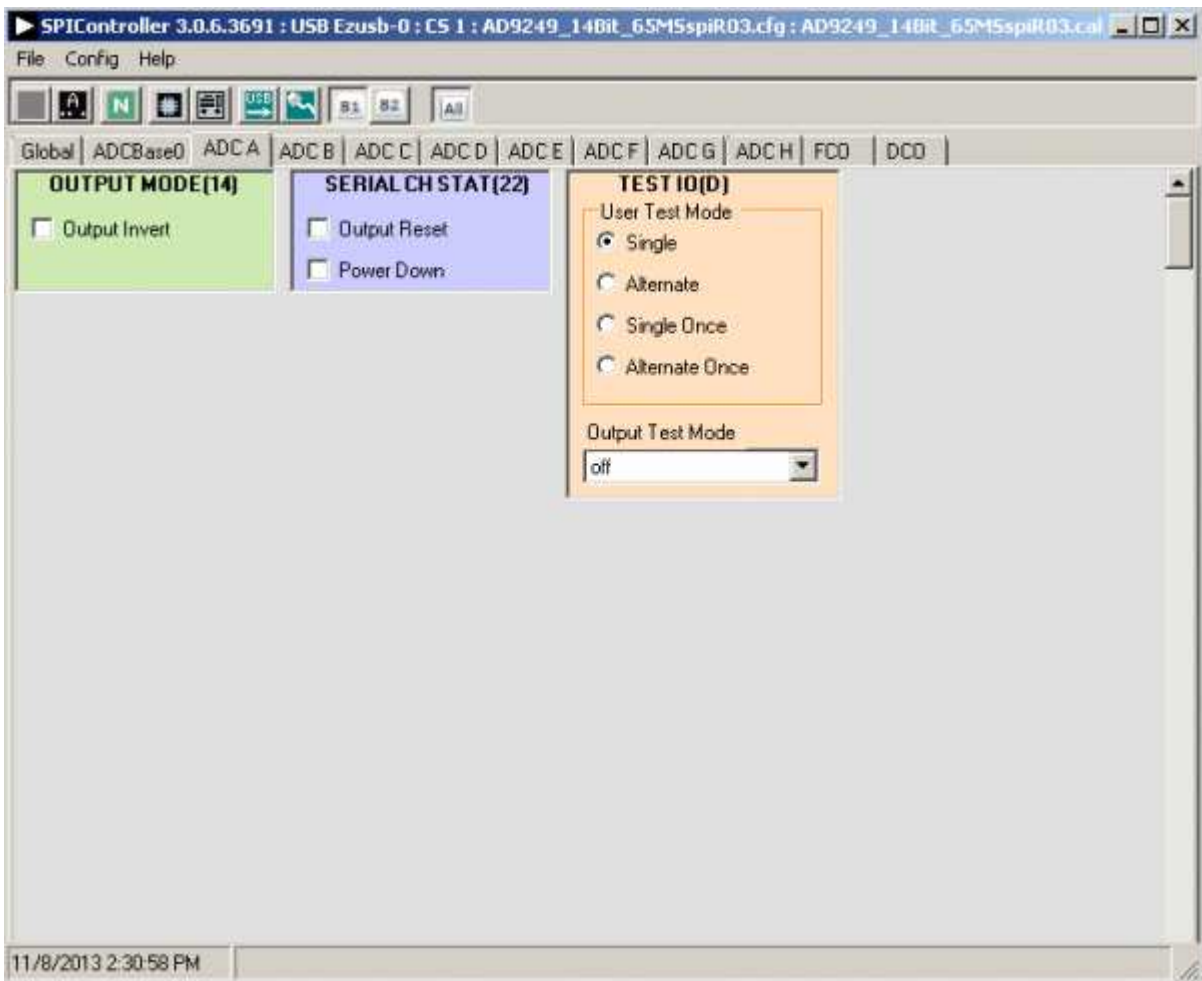 SPIController 3.0.6.3691 : USB Ezusb-0 : CS 1 : AD9249_14Bit_65MSspiR03.cfg : AD9249_14Bit_65MSspiR03.cal
File Config Help
A N USB B1 B2 All
Global ADCBase0 ADC A ADC B ADC C ADC D ADC E ADC F ADC G ADC H FCO DCO
OUTPUT MODE(14) SERIAL CH STAT(22) TEST IO(D)
User Test Mode
Output Invert Output Reset Single
Power Down Alternate
Single Once
Alternate Once
Output Test Mode
off
11/8/2013 2:30:58 PM